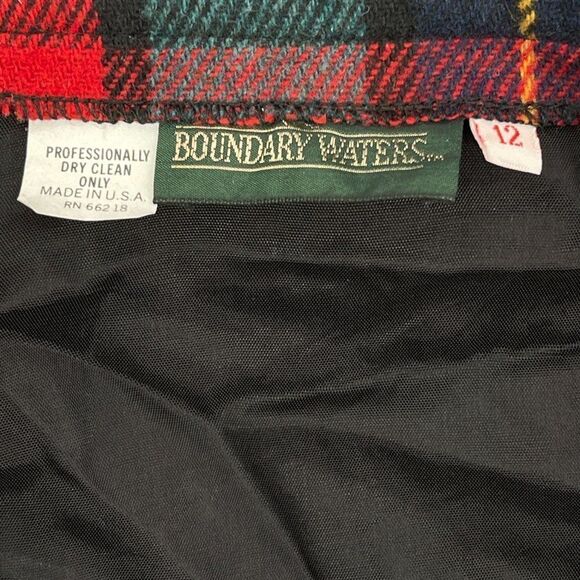 PROFESSIONALLY
DRY CLEAN
ONLY
MADE IN U.S.A.
RN 66218
BOUNDARY WATERS...
12